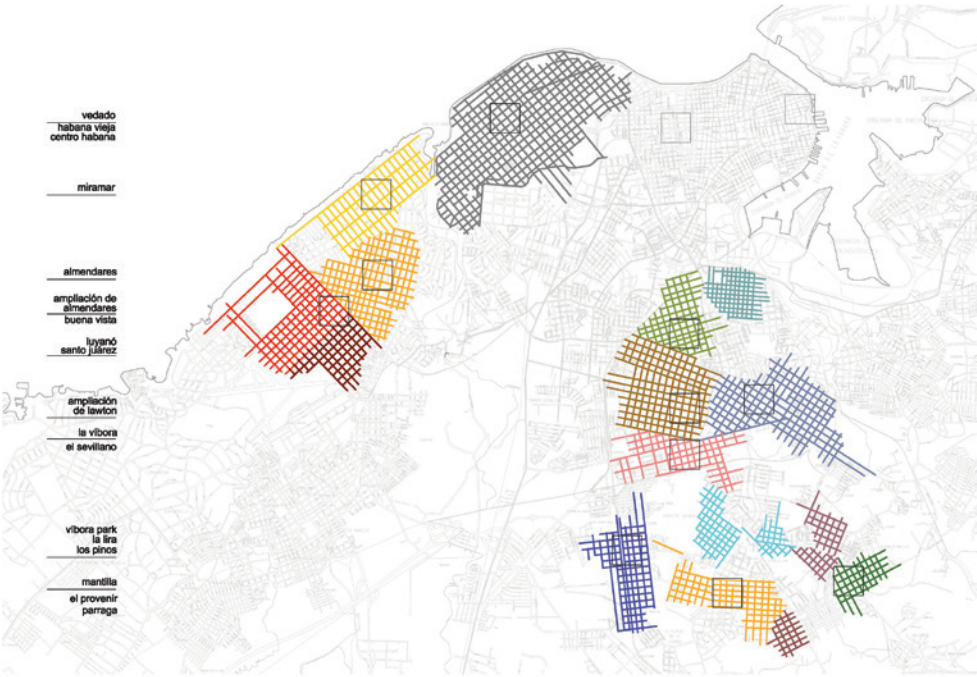 vedado
habana vieja
centro habana
miramar
almendares
ampliación de
almendares
buena vista
luyanó
santo juárez
ampliación
de lawton
la víbora
el sevillano
víbora park
la lira
los pinos
mantilla
el provenir
parraga